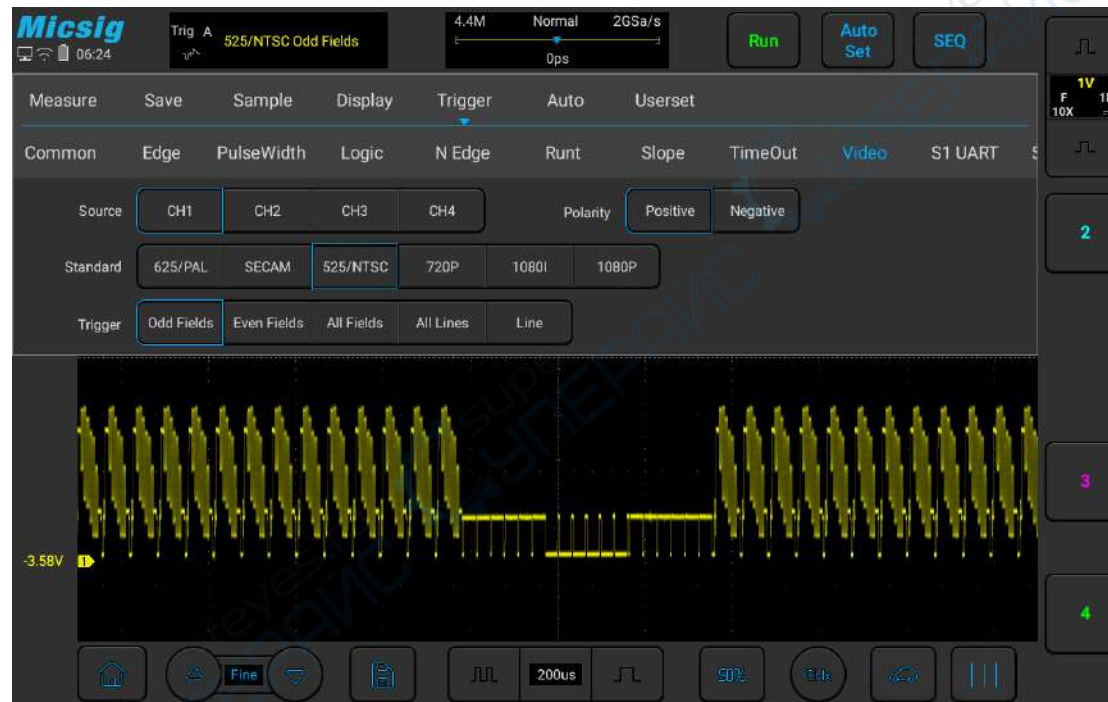 Micsig
Trig A
525/NTSC Odd Fields
4.4M Normal 2GSa/s
0ps
Run
Auto Set
SEQ
06:24
1V
F
10X
Measure Save Sample Display Trigger Auto Userset
Common Edge PulseWidth Logic N Edge Runt Slope TimeOut Video S1 UART
Source CH1 CH2 CH3 CH4 Polarity Positive Negative
2
Standard 625/PAL SECAM 525/NTSC 720P 1080I 1080P
Trigger Odd Fields Even Fields All Fields All Lines Line
3
-3.58V 1
4
Fine 200us 50% CHx